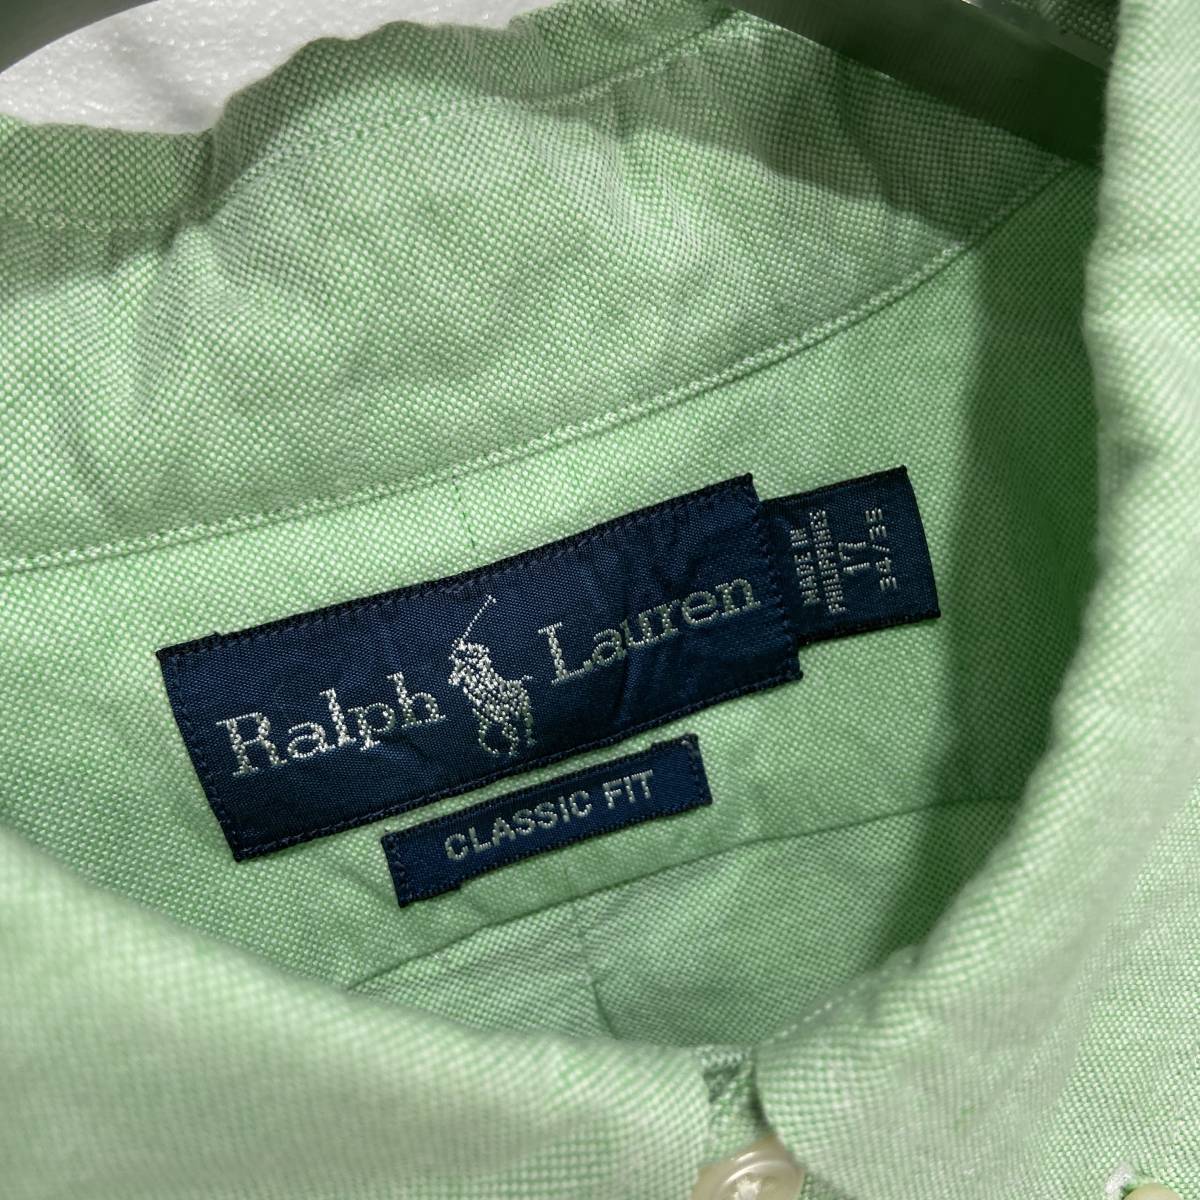 Ralph Lauren
CLASSIC FIT
MADE IN
PHILIPPINES
17
34/35